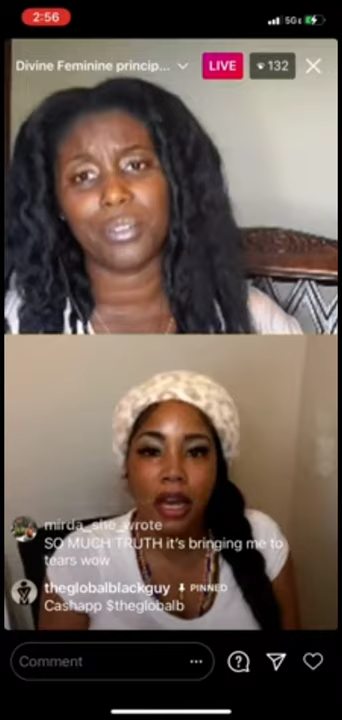 2:56
5GE
Divine Feminine princip...
LIVE
132
mirda_she_wrote
SO MUCH TRUTH it's bringing me to
tears wow
theglobalblackguy PINNED
Cashapp $theglobalb
Comment